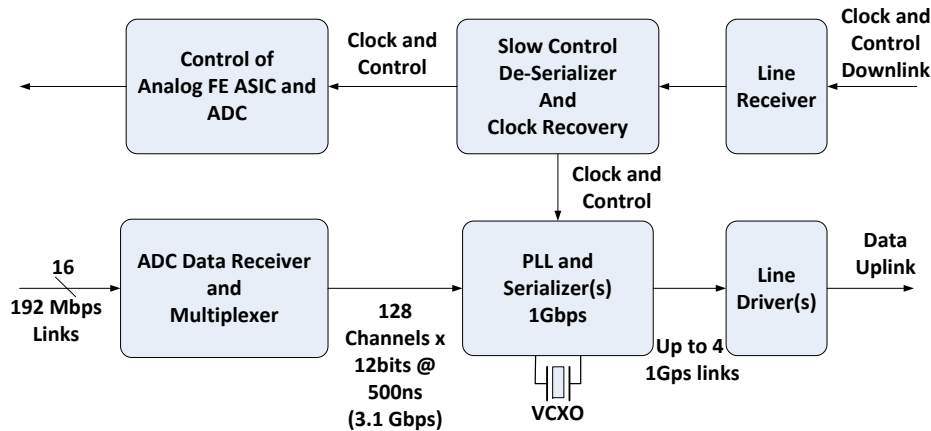 Control of
Analog FE ASIC and
ADC
Clock and
Control
Slow Control
De-Serializer
And
Clock Recovery
Line
Receiver
Clock and
Control
Downlink
Clock and
Control
16
192 Mbps
Links
ADC Data Receiver
and
Multiplexer
128
Channels x
12bits @
500ns
(3.1 Gbps)
PLL and
Serializer(s)
1Gbps
VCXO
Up to 4
1Gps links
Line
Driver(s)
Data
Uplink